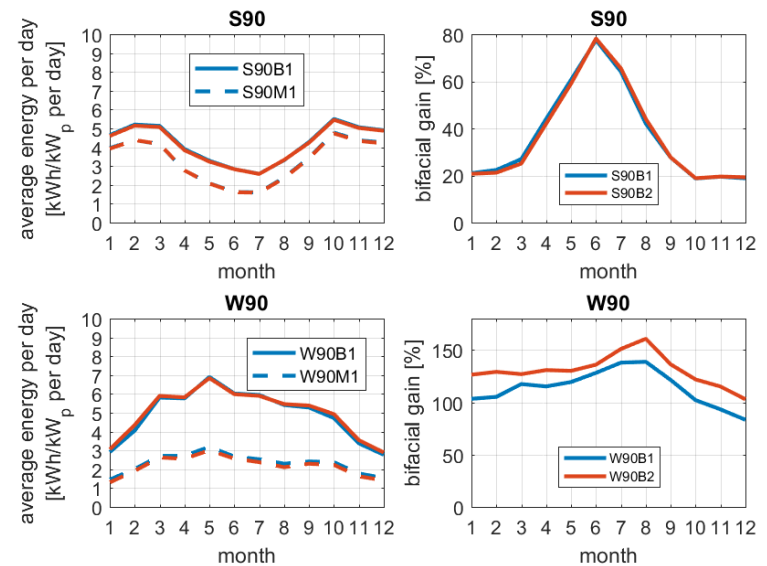 S90
average energy per day
[kWh/kWp per day]
10
9
8
7
6
5
4
3
2
1
0
S90B1
S90M1
1 2 3 4 5 6 7 8 9 10 11 12
month
S90
bifacial gain [%]
80
60
40
20
0
S90B1
S90B2
1 2 3 4 5 6 7 8 9 10 11 12
month
W90
average energy per day
[kWh/kWp per day]
10
9
8
7
6
5
4
3
2
1
0
W90B1
W90M1
1 2 3 4 5 6 7 8 9 10 11 12
month
W90
bifacial gain [%]
150
100
50
0
W90B1
W90B2
1 2 3 4 5 6 7 8 9 10 11 12
month